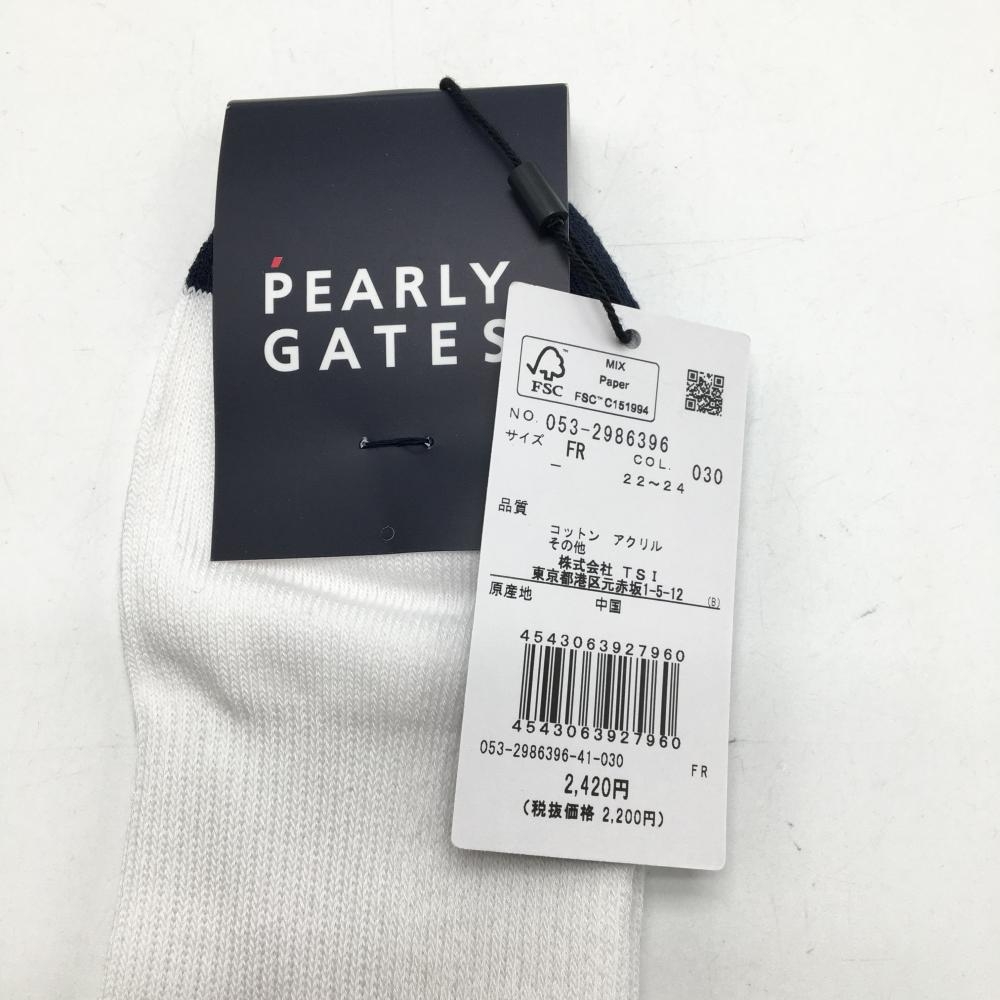 PEARLY
GATES
FSC™
MIX
Paper
FSC™ C151994
NO. 053-2986396
サイズ FR COL. 030
－ 22～24
品質
コットン アクリル
その他
株式会社 TSI
東京都港区元赤坂1-5-12 (B)
原産地 中国
4543063927960
4543063927960
053-2986396-41-030 FR
2,420円
(税抜価格 2,200円)